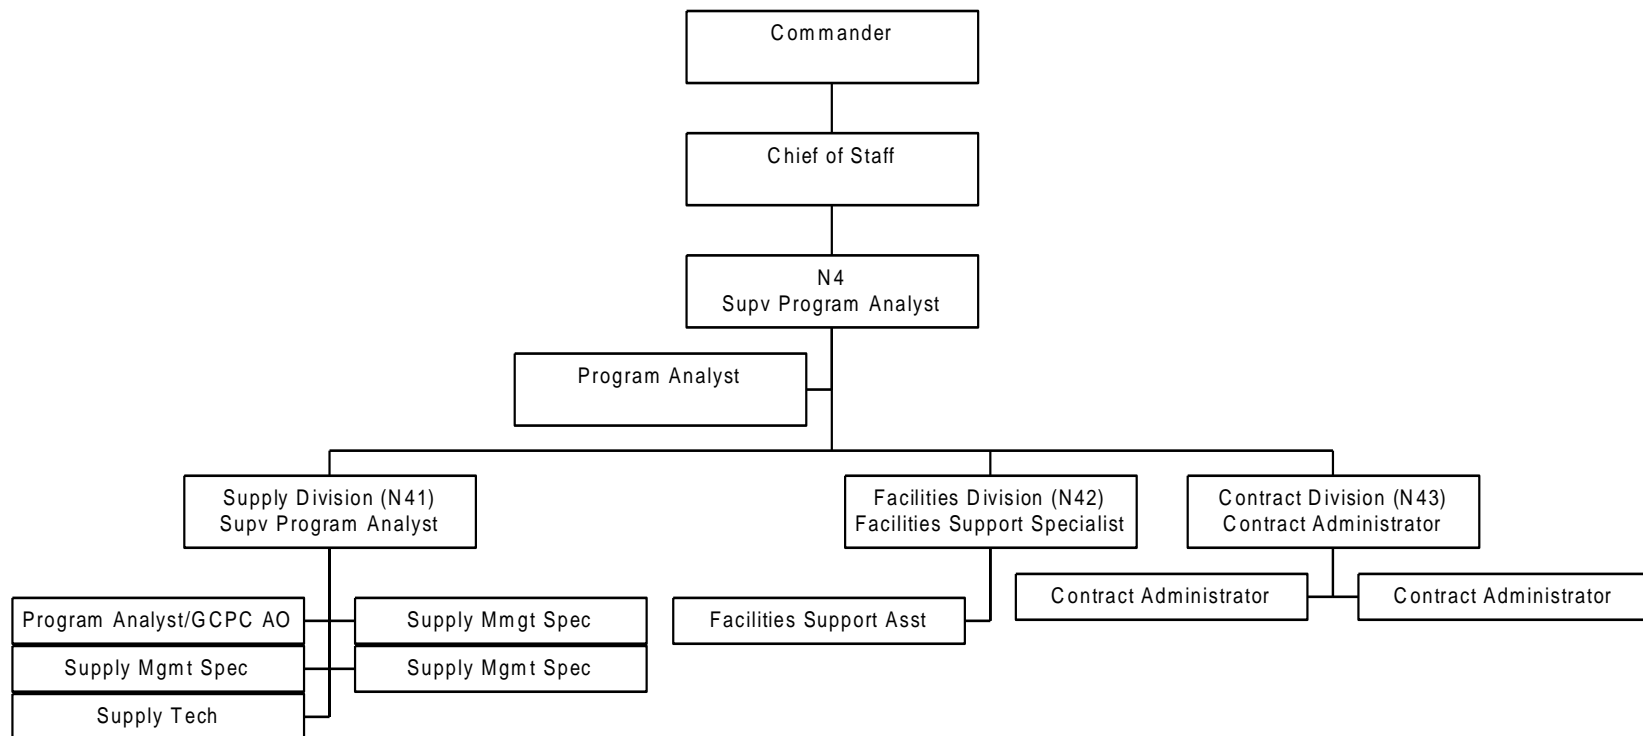 Commander
Chief of Staff
N4
Supv Program Analyst
Program Analyst
Supply Division (N41)
Supv Program Analyst
Facilities Division (N42)
Facilities Support Specialist
Contract Division (N43)
Contract Administrator
Contract Administrator
Contract Administrator
Program Analyst/GCPC AO
Supply Mmgt Spec
Facilities Support Asst
Supply Mgmt Spec
Supply Mgmt Spec
Supply Tech